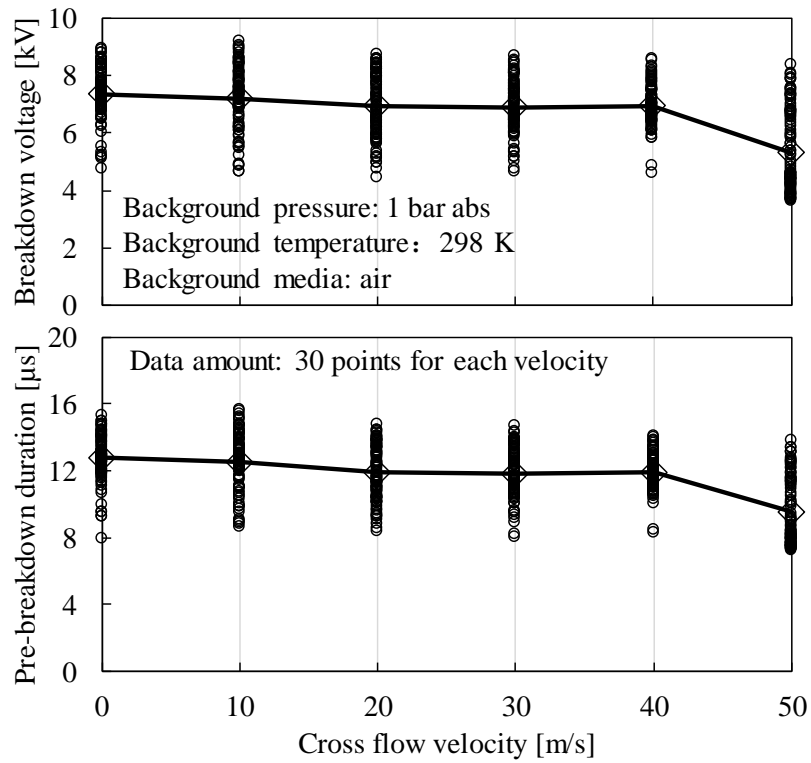 Breakdown voltage [kV]
10
8
6
4
2
0
Background pressure: 1 bar abs
Background temperature：298 K
Background media: air
Pre-breakdown duration [μs]
20
16
12
8
4
0
Data amount: 30 points for each velocity
0 10 20 30 40 50
Cross flow velocity [m/s]